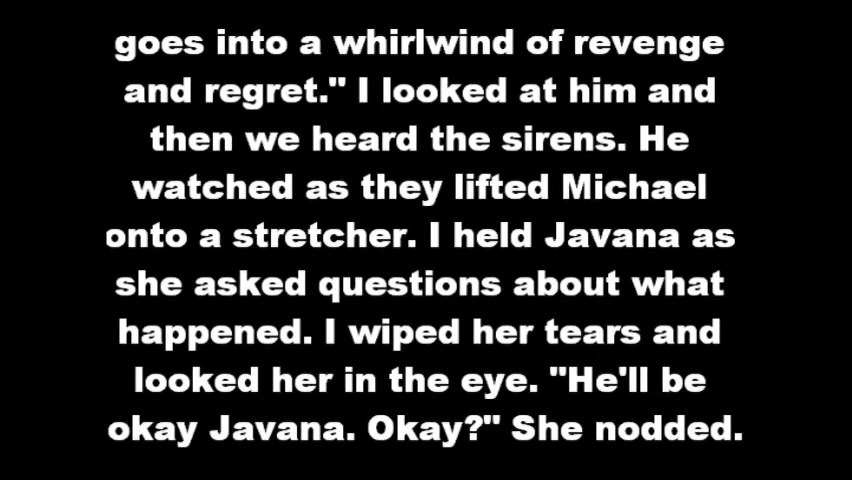 goes into a whirlwind of revenge
and regret." I looked at him and
then we heard the sirens. He
watched as they lifted Michael
onto a stretcher. I held Javana as
she asked questions about what
happened. I wiped her tears and
looked her in the eye. "He'll be
okay Javana. Okay?" She nodded.